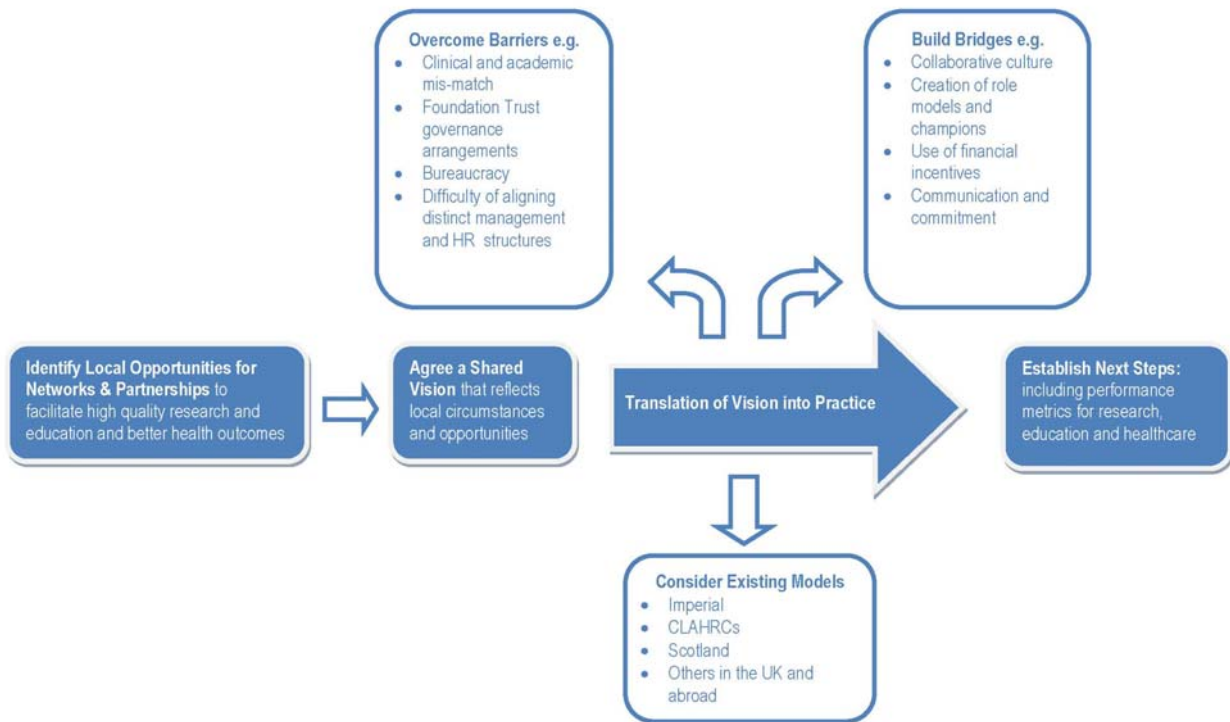 Overcome Barriers e.g.
• Clinical and academic
mis-match
• Foundation Trust
governance
arrangements
• Bureaucracy
• Difficulty of aligning
distinct management
and HR structures
Build Bridges e.g.
• Collaborative culture
• Creation of role
models and
champions
• Use of financial
incentives
• Communication and
commitment
Identify Local Opportunities for
Networks & Partnerships to
facilitate high quality research and
education and better health outcomes
Agree a Shared
Vision that reflects
local circumstances
and opportunities
Translation of Vision into Practice
Establish Next Steps:
including performance
metrics for research,
education and healthcare
Consider Existing Models
• Imperial
• CLAHRCs
• Scotland
• Others in the UK and
abroad